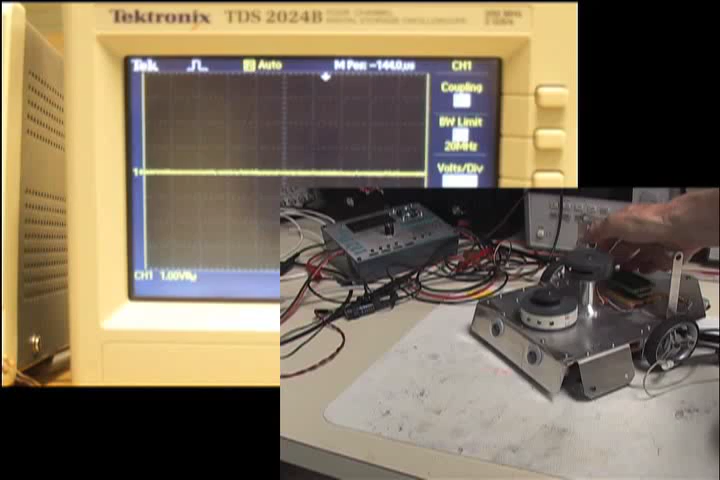 Tektronix TDS 2024B
Tek Auto M Pos: -144.0µs CH1
Coupling
BW Limit
20MHz
Volts/Div
1
CH1 1.00V